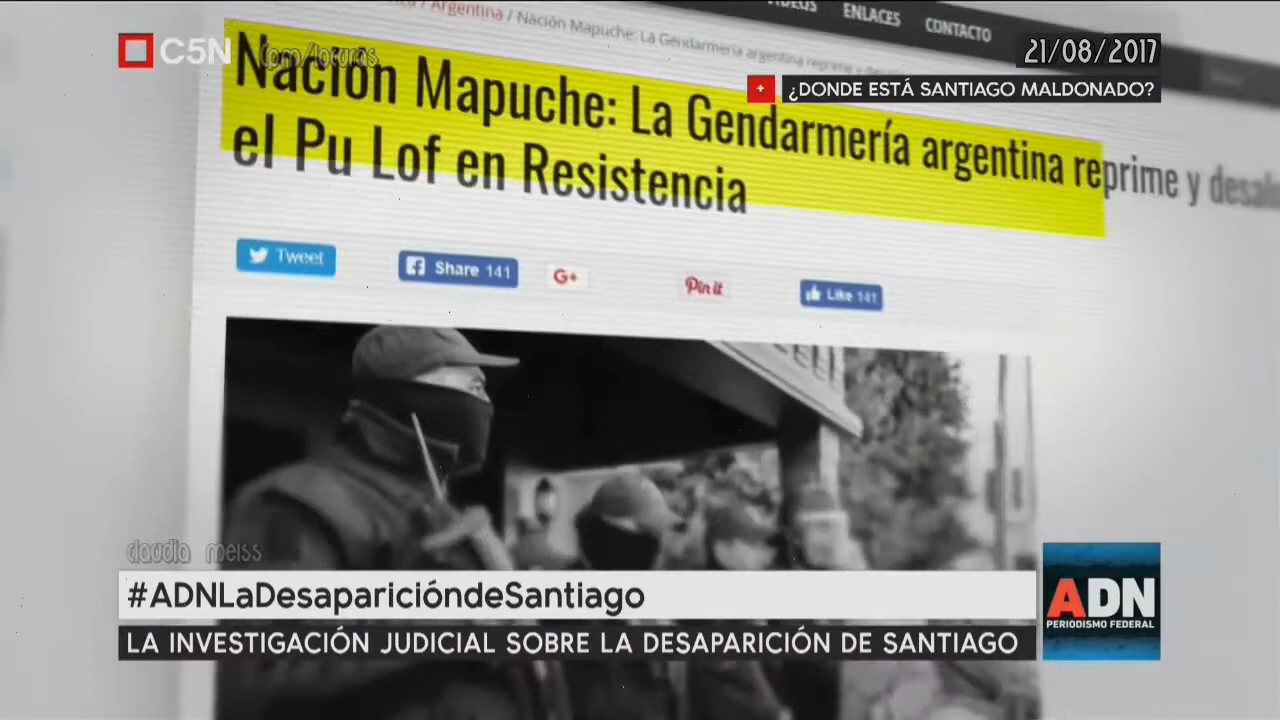 Argentina / Nación Mapuche: La Gendarmería argentina reprime y
VIDEOS ENLACES CONTACTO
C5N
21/08/2017
+ ¿DONDE ESTÁ SANTIAGO MALDONADO?
Nación Mapuche: La Gendarmería argentina reprime y
el Pu Lof en Resistencia
Tweet
Share 141
G+
Pin it
Like 141
claudia meiss
#ADNLaDesaparicióndeSantiago
LA INVESTIGACIÓN JUDICIAL SOBRE LA DESAPARICIÓN DE SANTIAGO
ADN
PERIODISMO FEDERAL